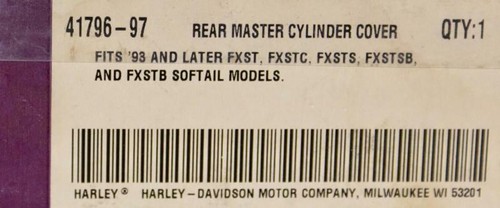 41796-97 REAR MASTER CYLINDER COVER QTY:1
FITS '93 AND LATER FXST, FXSTC, FXSTS, FXSTSB,
AND FXSTB SOFTAIL MODELS.
HARLEY® HARLEY-DAVIDSON MOTOR COMPANY, MILWAUKEE WI 53201